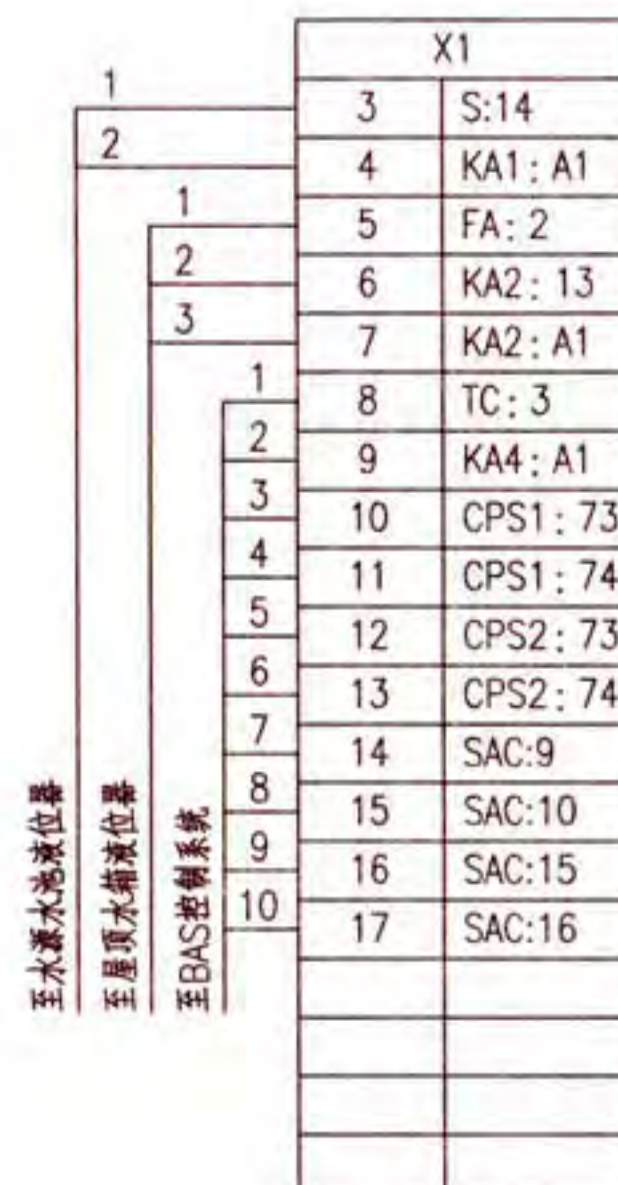 X1
1
3 S:14
2
4 KA1: A1
1
5 FA: 2
2
6 KA2: 13
3
7 KA2: A1
1
8 TC: 3
2
9 KA4: A1
3
10 CPS1: 73
4
11 CPS1: 74
5
12 CPS2: 73
6
13 CPS2: 74
7
14 SAC:9
8
15 SAC:10
9
16 SAC:15
10
17 SAC:16
至水源水池液位器
至屋顶水箱液位器
至BAS控制系统